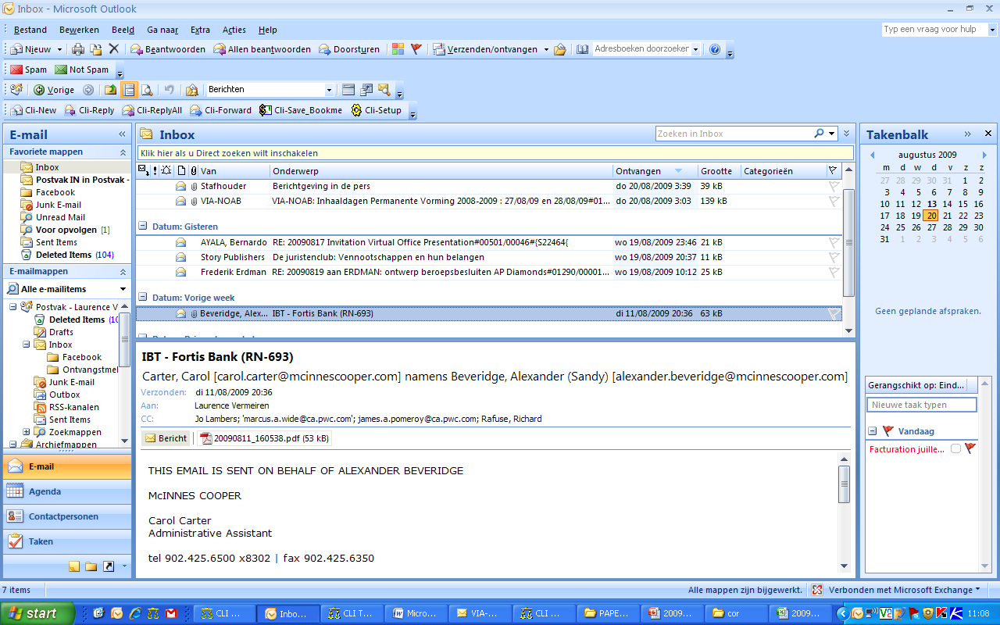 Inbox - Microsoft Outlook
Bestand Bewerken Beeld Ga naar Extra Acties Help
Typ een vraag voor hulp
Nieuw Beantwoorden Allen beantwoorden Doorsturen Verzenden/ontvangen Adresboeken doorzoeken
Spam Not Spam
Vorige Berichten
Cli-New Cli-Reply Cli-ReplyAll Cli-Forward Cli-Save_Bookme Cli-Setup
E-mail «
Favoriete mappen
Inbox
Postvak IN in Postvak -
Facebook
Junk E-mail
Unread Mail
Voor opvolgen [1]
Sent Items
Deleted Items (104)
E-mailmappen
Alle e-mailitems
Postvak - Laurence V
Deleted Items (10
Drafts
Inbox
Facebook
Ontvangstmel
Junk E-mail
Outbox
RSS-kanalen
Sent Items
Zoekmappen
Archiefmappen
E-mail
Agenda
Contactpersonen
Taken
Inbox
Zoeken in Inbox
Klik hier als u Direct zoeken wilt inschakelen
Van Onderwerp Ontvangen Grootte Categorieën
Stafhouder Berichtgeving in de pers do 20/08/2009 3:39 39 kB
VIA-NOAB VIA-NOAB: Inhaaldagen Permanente Vorming 2008-2009 : 27/08/09 en 28/08/09#01... do 20/08/2009 3:03 139 kB
Datum: Gisteren
AYALA, Bernardo RE: 20090817 Invitation Virtual Office Presentation#00501/00046#{S22464{ wo 19/08/2009 23:46 21 kB
Story Publishers De juristenclub: Vennootschappen en hun belangen wo 19/08/2009 20:37 11 kB
Frederik Erdman RE: 20090819 aan ERDMAN: ontwerp beroepsbesluiten AP Diamonds#01290/00001... wo 19/08/2009 10:12 25 kB
Datum: Vorige week
Beveridge, Alex... IBT - Fortis Bank (RN-693) di 11/08/2009 20:36 63 kB
IBT - Fortis Bank (RN-693)
Carter, Carol [carol.carter@mcinnescooper.com] namens Beveridge, Alexander (Sandy) [alexander.beveridge@mcinnescooper.com]
Verzonden: di 11/08/2009 20:36
Aan: Laurence Vermeiren
CC: Jo Lambers; 'marcus.a.wide@ca.pwc.com'; james.a.pomeroy@ca.pwc.com; Rafuse, Richard
Bericht 20090811_160538.pdf (53 kB)
THIS EMAIL IS SENT ON BEHALF OF ALEXANDER BEVERIDGE
McINNES COOPER
Carol Carter
Administrative Assistant
tel 902.425.6500 x8302 | fax 902.425.6350
Takenbalk » ×
augustus 2009
m d w d v z z
27 28 29 30 31 1 2
3 4 5 6 7 8 9
10 11 12 13 14 15 16
17 18 19 20 21 22 23
24 25 26 27 28 29 30
31 1 2 3 4 5 6
Geen geplande afspraken.
Gerangschikt op: Eind...
Nieuwe taak typen
Vandaag
Facturation juille...
7 items
Alle mappen zijn bijgewerkt. Verbonden met Microsoft Exchange
start CLI ... Inbo... CLI T... Micro... VIA-... CLI ... PAPE... 2009... cor 2009... 11:08